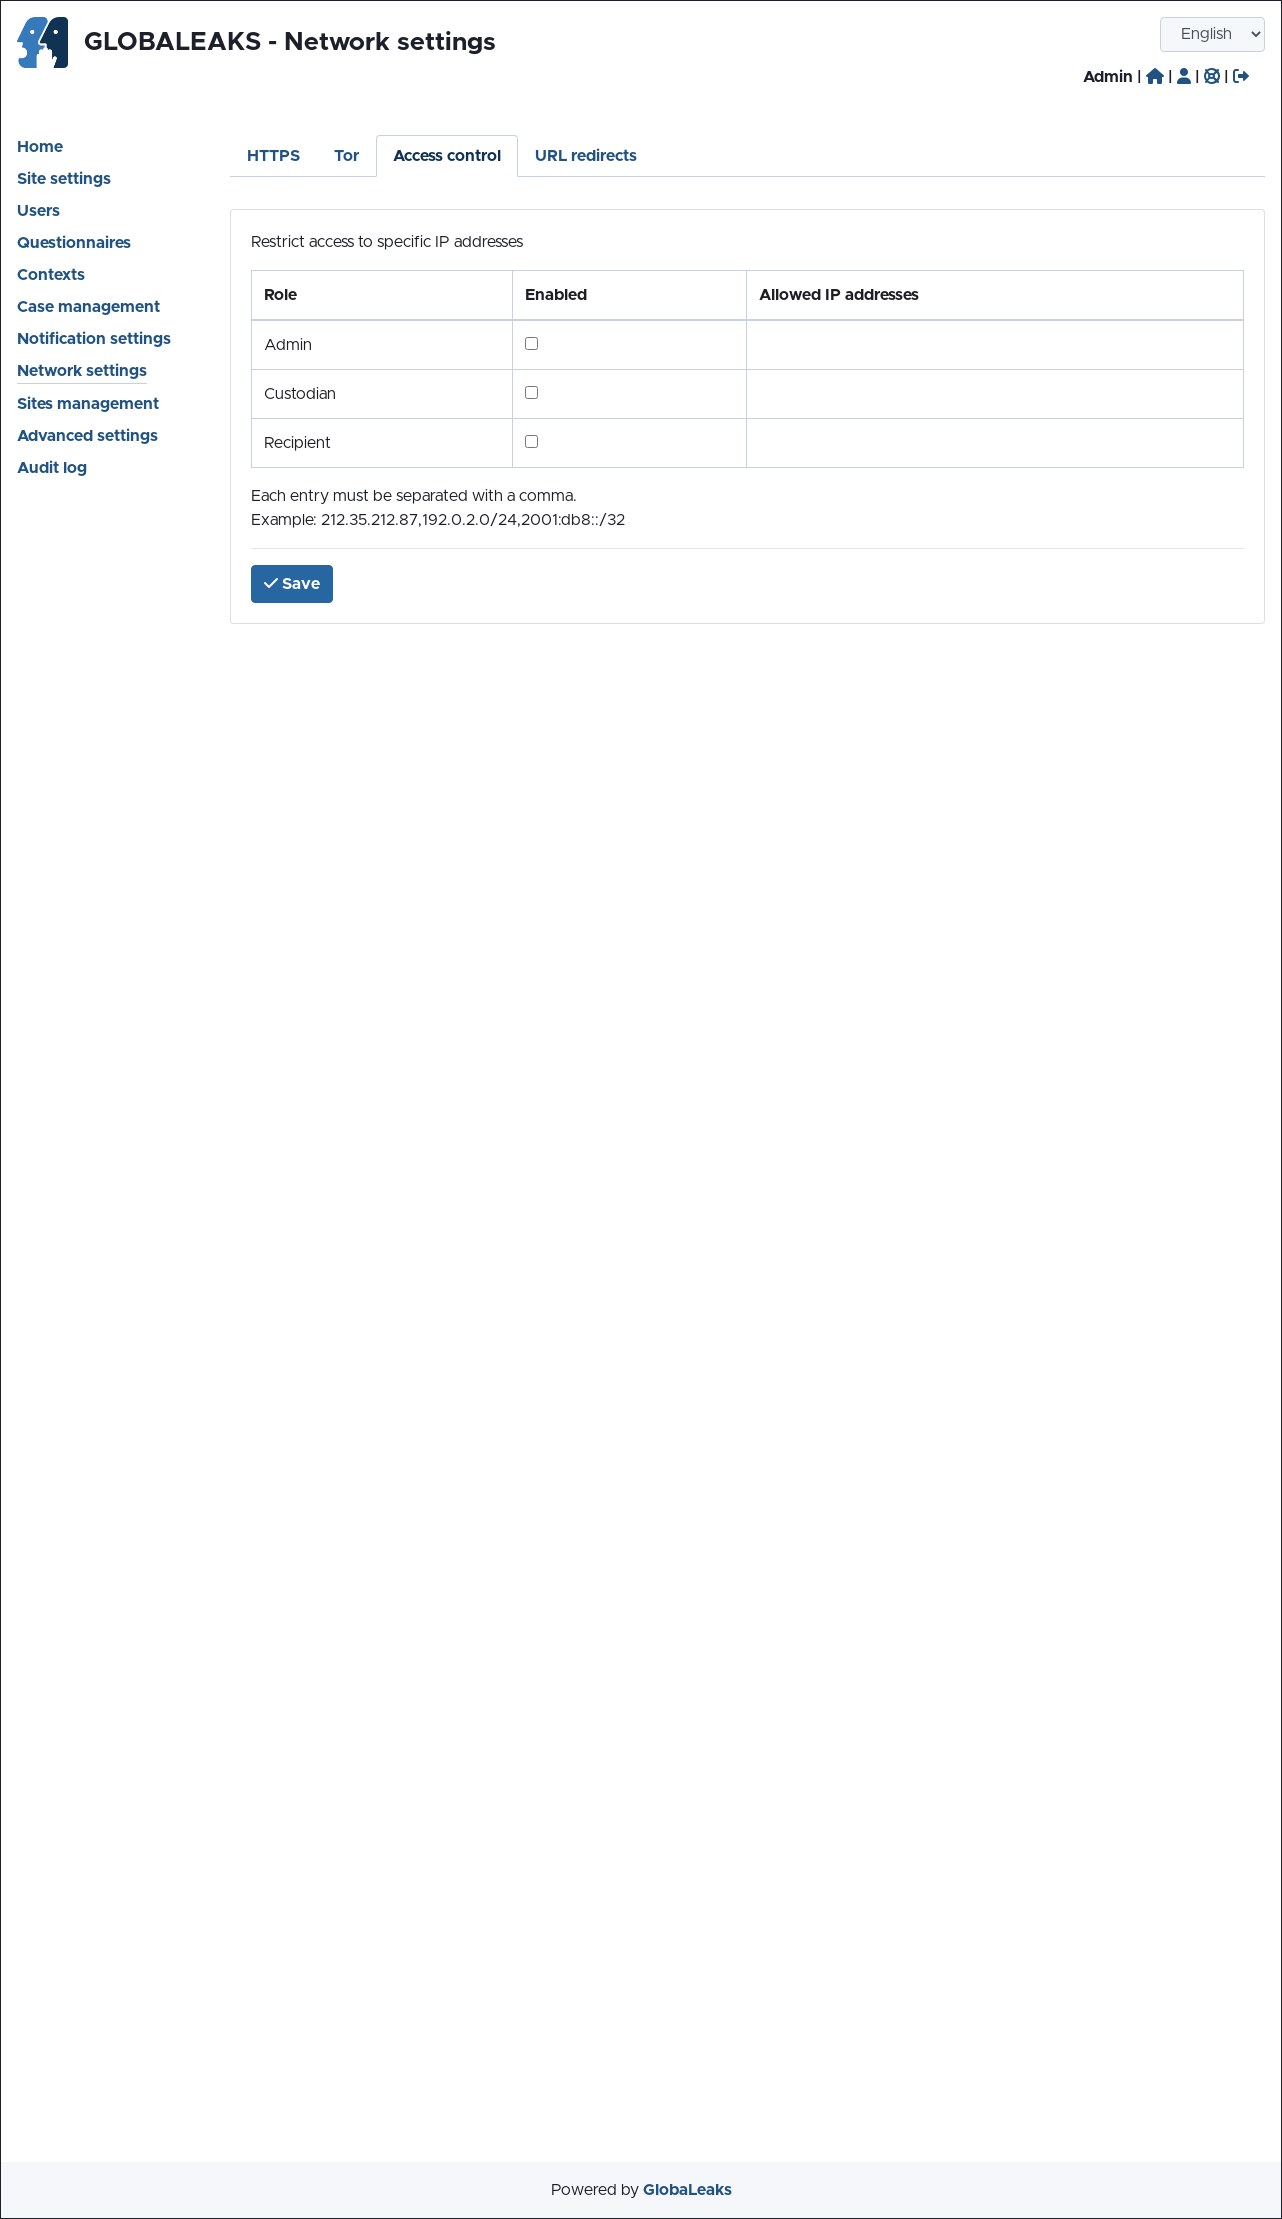 GLOBALEAKS - Network settings
English
Admin | | | |
Home
Site settings
Users
Questionnaires
Contexts
Case management
Notification settings
Network settings
Sites management
Advanced settings
Audit log
HTTPS Tor Access control URL redirects
Restrict access to specific IP addresses
Role Enabled Allowed IP addresses
Admin
Custodian
Recipient
Each entry must be separated with a comma.
Example: 212.35.212.87,192.0.2.0/24,2001:db8::/32
Save
Powered by GlobaLeaks